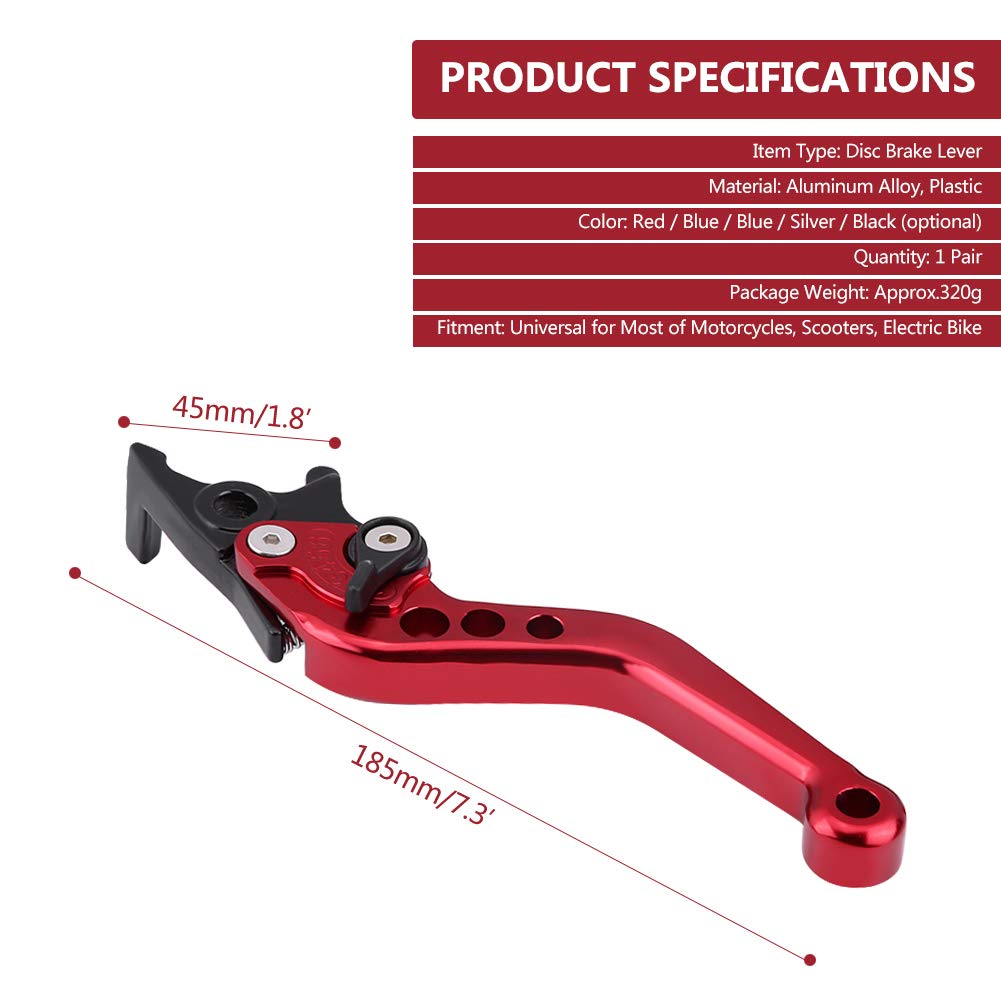 PRODUCT SPECIFICATIONS
Item Type: Disc Brake Lever
Material: Aluminum Alloy, Plastic
Color: Red / Blue / Blue / Silver / Black (optional)
Quantity: 1 Pair
Package Weight: Approx.320g
Fitment: Universal for Most of Motorcycles, Scooters, Electric Bike
45mm/1.8′
185mm/7.3′